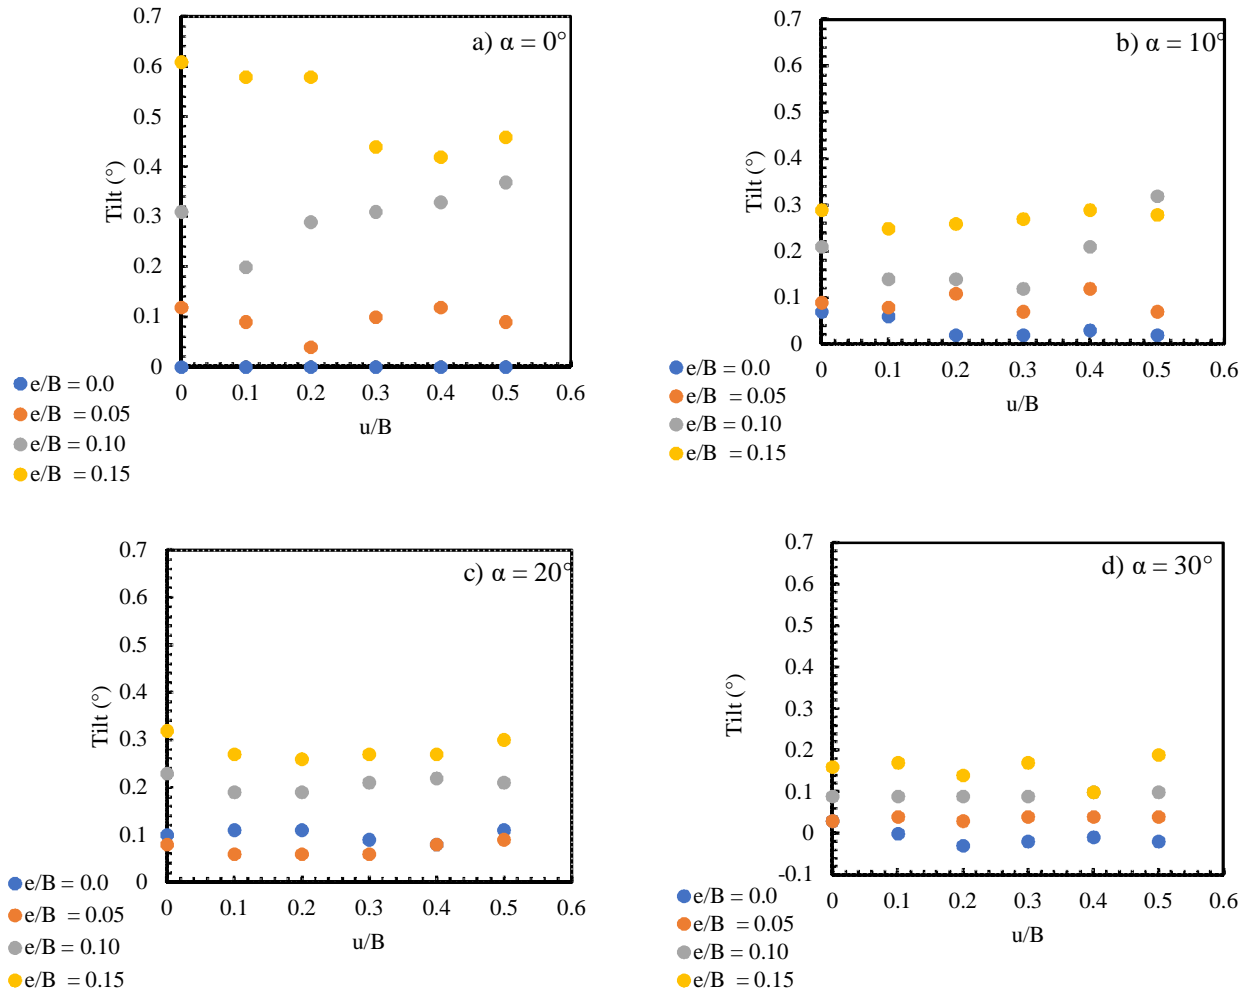 a) α = 0°
0.7
0.6
0.5
0.4
0.3
0.2
0.1
0
Tilt (°)
0 0.1 0.2 0.3 0.4 0.5 0.6
u/B
e/B = 0.0
e/B = 0.05
e/B = 0.10
e/B = 0.15
b) α = 10°
0.7
0.6
0.5
0.4
0.3
0.2
0.1
0
Tilt (°)
0 0.1 0.2 0.3 0.4 0.5 0.6
u/B
e/B = 0.0
e/B = 0.05
e/B = 0.10
e/B = 0.15
c) α = 20°
0.7
0.6
0.5
0.4
0.3
0.2
0.1
0
Tilt (°)
0 0.1 0.2 0.3 0.4 0.5 0.6
u/B
e/B = 0.0
e/B = 0.05
e/B = 0.10
e/B = 0.15
d) α = 30°
0.7
0.6
0.5
0.4
0.3
0.2
0.1
0
-0.1
Tilt (°)
0 0.1 0.2 0.3 0.4 0.5 0.6
u/B
e/B = 0.0
e/B = 0.05
e/B = 0.10
e/B = 0.15